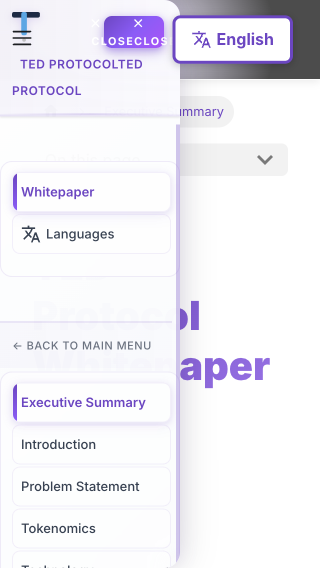 ✕ ✕
CLOSECLOS
English
TED PROTOCOLTED
PROTOCOL
ummary
Whitepaper
Languages
Protocol
Whitepaper
← BACK TO MAIN MENU
Executive Summary
Introduction
Problem Statement
Tokenomics